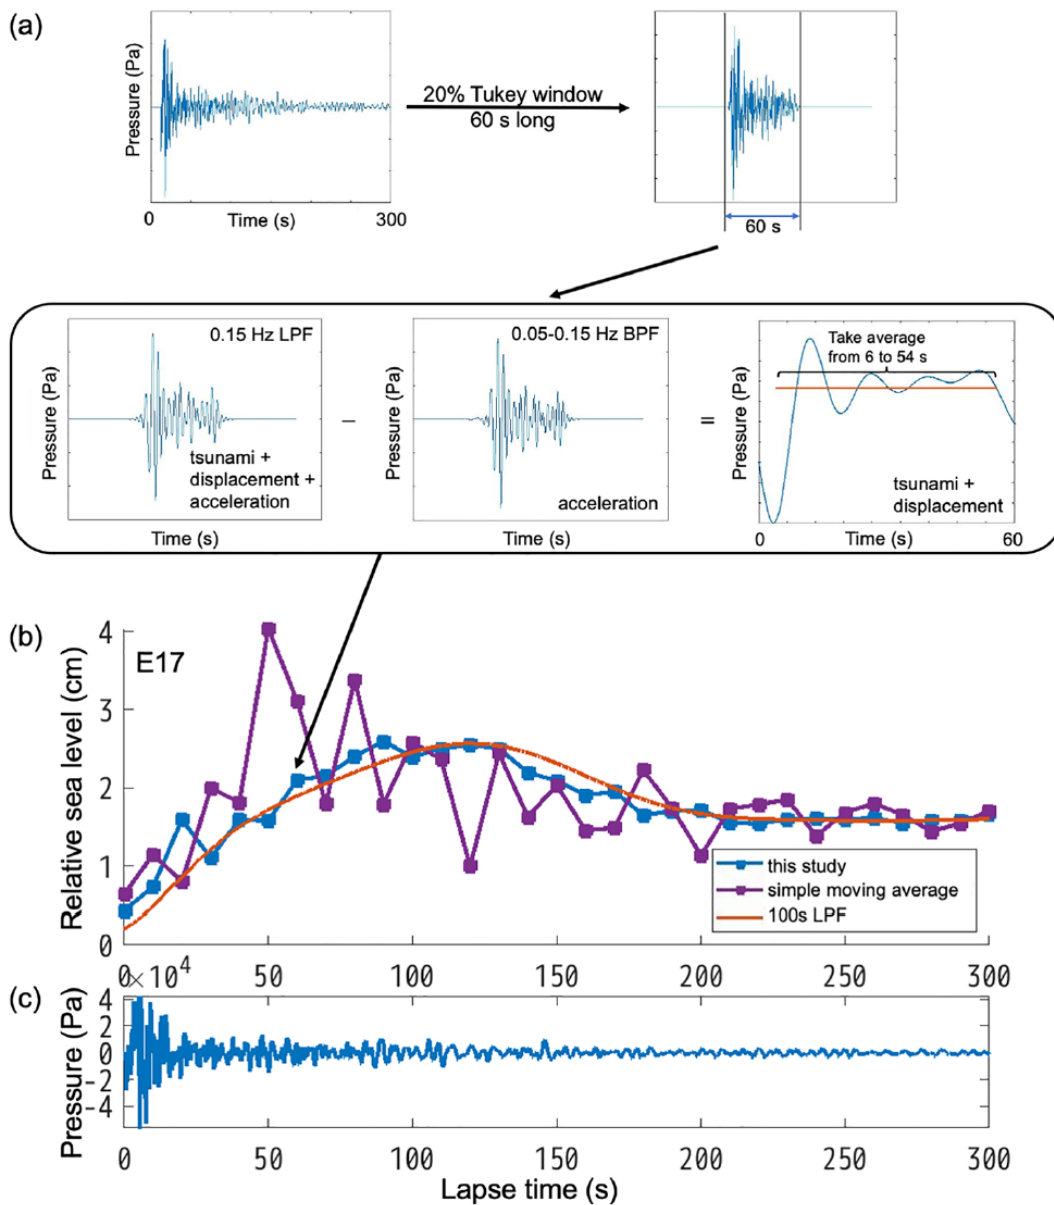 (a)
Pressure (Pa)
0
Time (s)
300
20% Tukey window
60 s long
Pressure (Pa)
60 s
0.15 Hz LPF
Pressure (Pa)
tsunami +
displacement +
acceleration
Time (s)
–
0.05-0.15 Hz BPF
Pressure (Pa)
acceleration
Time (s)
=
Take average
from 6 to 54 s
Pressure (Pa)
tsunami +
displacement
0
Time (s)
60
(b)
E17
Relative sea level (cm)
4
3
2
1
0
this study
simple moving average
100s LPF
0 50 100 150 200 250 300
×10⁴
(c)
Pressure (Pa)
4
2
0
-2
-4
0 50 100 150 200 250 300
Lapse time (s)